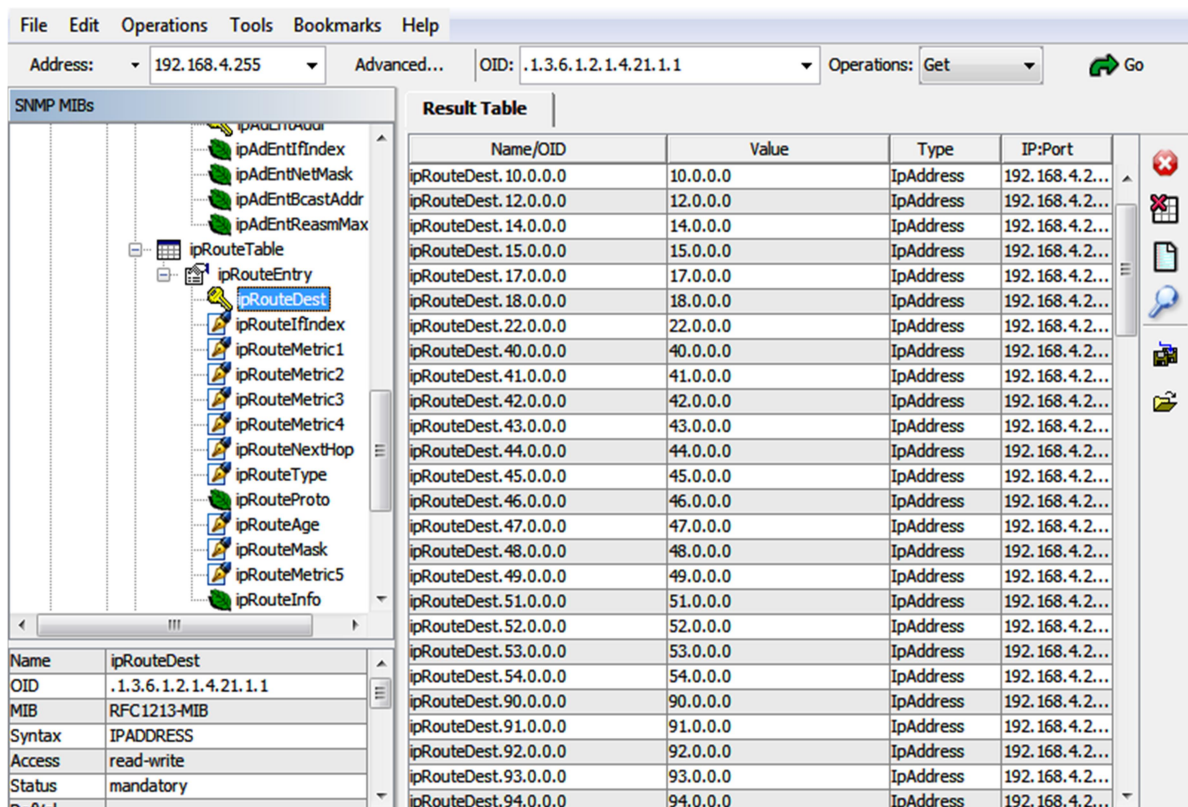 File Edit Operations Tools Bookmarks Help
Address: 192.168.4.255 Advanced... OID: .1.3.6.1.2.1.4.21.1.1 Operations: Get Go
SNMP MIBs
ipAdEntAddr
ipAdEntIfIndex
ipAdEntNetMask
ipAdEntBcastAddr
ipAdEntReasmMax
ipRouteTable
ipRouteEntry
ipRouteDest
ipRouteIfIndex
ipRouteMetric1
ipRouteMetric2
ipRouteMetric3
ipRouteMetric4
ipRouteNextHop
ipRouteType
ipRouteProto
ipRouteAge
ipRouteMask
ipRouteMetric5
ipRouteInfo
Name ipRouteDest
OID .1.3.6.1.2.1.4.21.1.1
MIB RFC1213-MIB
Syntax IPADDRESS
Access read-write
Status mandatory
Result Table
Name/OID Value Type IP:Port
ipRouteDest.10.0.0.0 10.0.0.0 IpAddress 192.168.4.2...
ipRouteDest.12.0.0.0 12.0.0.0 IpAddress 192.168.4.2...
ipRouteDest.14.0.0.0 14.0.0.0 IpAddress 192.168.4.2...
ipRouteDest.15.0.0.0 15.0.0.0 IpAddress 192.168.4.2...
ipRouteDest.17.0.0.0 17.0.0.0 IpAddress 192.168.4.2...
ipRouteDest.18.0.0.0 18.0.0.0 IpAddress 192.168.4.2...
ipRouteDest.22.0.0.0 22.0.0.0 IpAddress 192.168.4.2...
ipRouteDest.40.0.0.0 40.0.0.0 IpAddress 192.168.4.2...
ipRouteDest.41.0.0.0 41.0.0.0 IpAddress 192.168.4.2...
ipRouteDest.42.0.0.0 42.0.0.0 IpAddress 192.168.4.2...
ipRouteDest.43.0.0.0 43.0.0.0 IpAddress 192.168.4.2...
ipRouteDest.44.0.0.0 44.0.0.0 IpAddress 192.168.4.2...
ipRouteDest.45.0.0.0 45.0.0.0 IpAddress 192.168.4.2...
ipRouteDest.46.0.0.0 46.0.0.0 IpAddress 192.168.4.2...
ipRouteDest.47.0.0.0 47.0.0.0 IpAddress 192.168.4.2...
ipRouteDest.48.0.0.0 48.0.0.0 IpAddress 192.168.4.2...
ipRouteDest.49.0.0.0 49.0.0.0 IpAddress 192.168.4.2...
ipRouteDest.51.0.0.0 51.0.0.0 IpAddress 192.168.4.2...
ipRouteDest.52.0.0.0 52.0.0.0 IpAddress 192.168.4.2...
ipRouteDest.53.0.0.0 53.0.0.0 IpAddress 192.168.4.2...
ipRouteDest.54.0.0.0 54.0.0.0 IpAddress 192.168.4.2...
ipRouteDest.90.0.0.0 90.0.0.0 IpAddress 192.168.4.2...
ipRouteDest.91.0.0.0 91.0.0.0 IpAddress 192.168.4.2...
ipRouteDest.92.0.0.0 92.0.0.0 IpAddress 192.168.4.2...
ipRouteDest.93.0.0.0 93.0.0.0 IpAddress 192.168.4.2...
ipRouteDest.94.0.0.0 94.0.0.0 IpAddress 192.168.4.2...